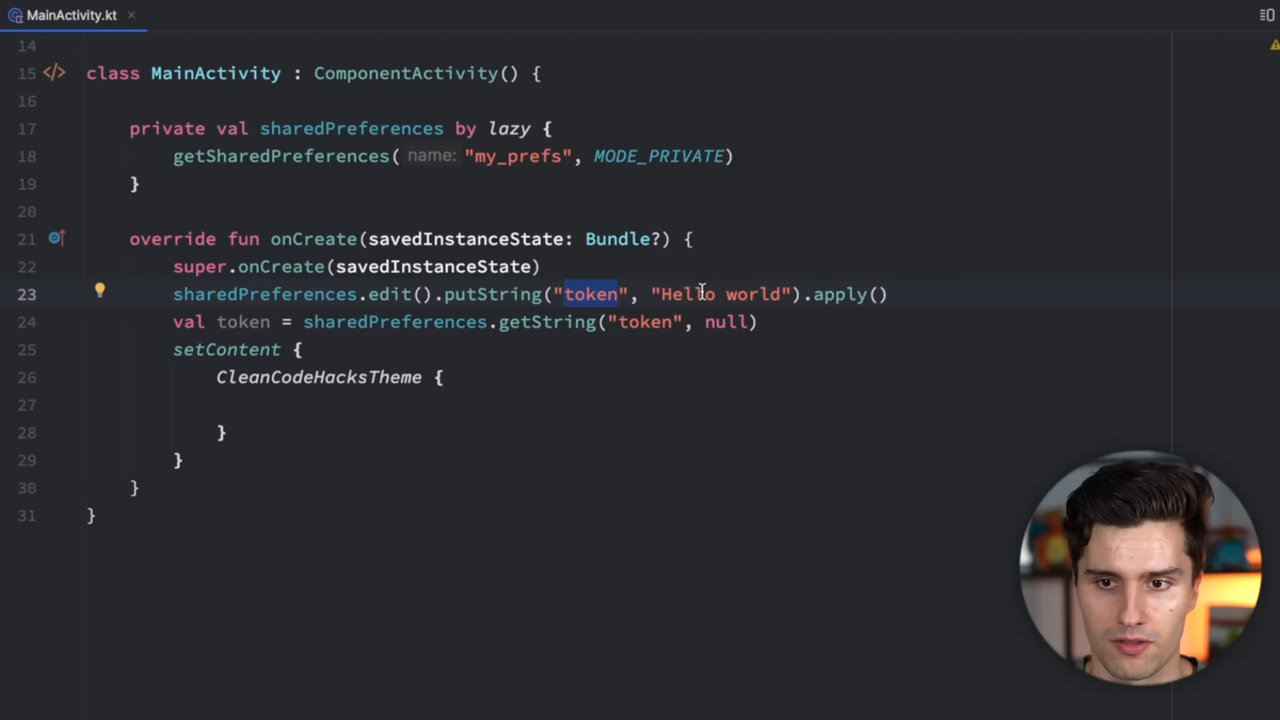 MainActivity.kt
14
15 class MainActivity : ComponentActivity() {
16
17 private val sharedPreferences by lazy {
18 getSharedPreferences( name: "my_prefs", MODE_PRIVATE)
19 }
20
21 override fun onCreate(savedInstanceState: Bundle?) {
22 super.onCreate(savedInstanceState)
23 sharedPreferences.edit().putString("token", "Hello world").apply()
24 val token = sharedPreferences.getString("token", null)
25 setContent {
26 CleanCodeHacksTheme {
27
28 }
29 }
30 }
31 }